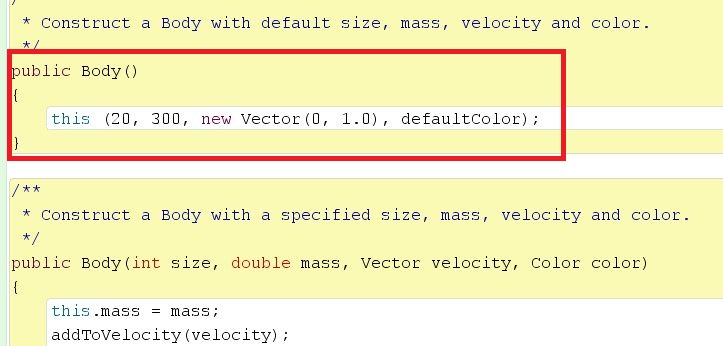 * Construct a Body with default size, mass, velocity and color.
*/
public Body()
{
this (20, 300, new Vector(0, 1.0), defaultColor);
}
/**
* Construct a Body with a specified size, mass, velocity and color.
*/
public Body(int size, double mass, Vector velocity, Color color)
{
this.mass = mass;
addToVelocity(velocity);